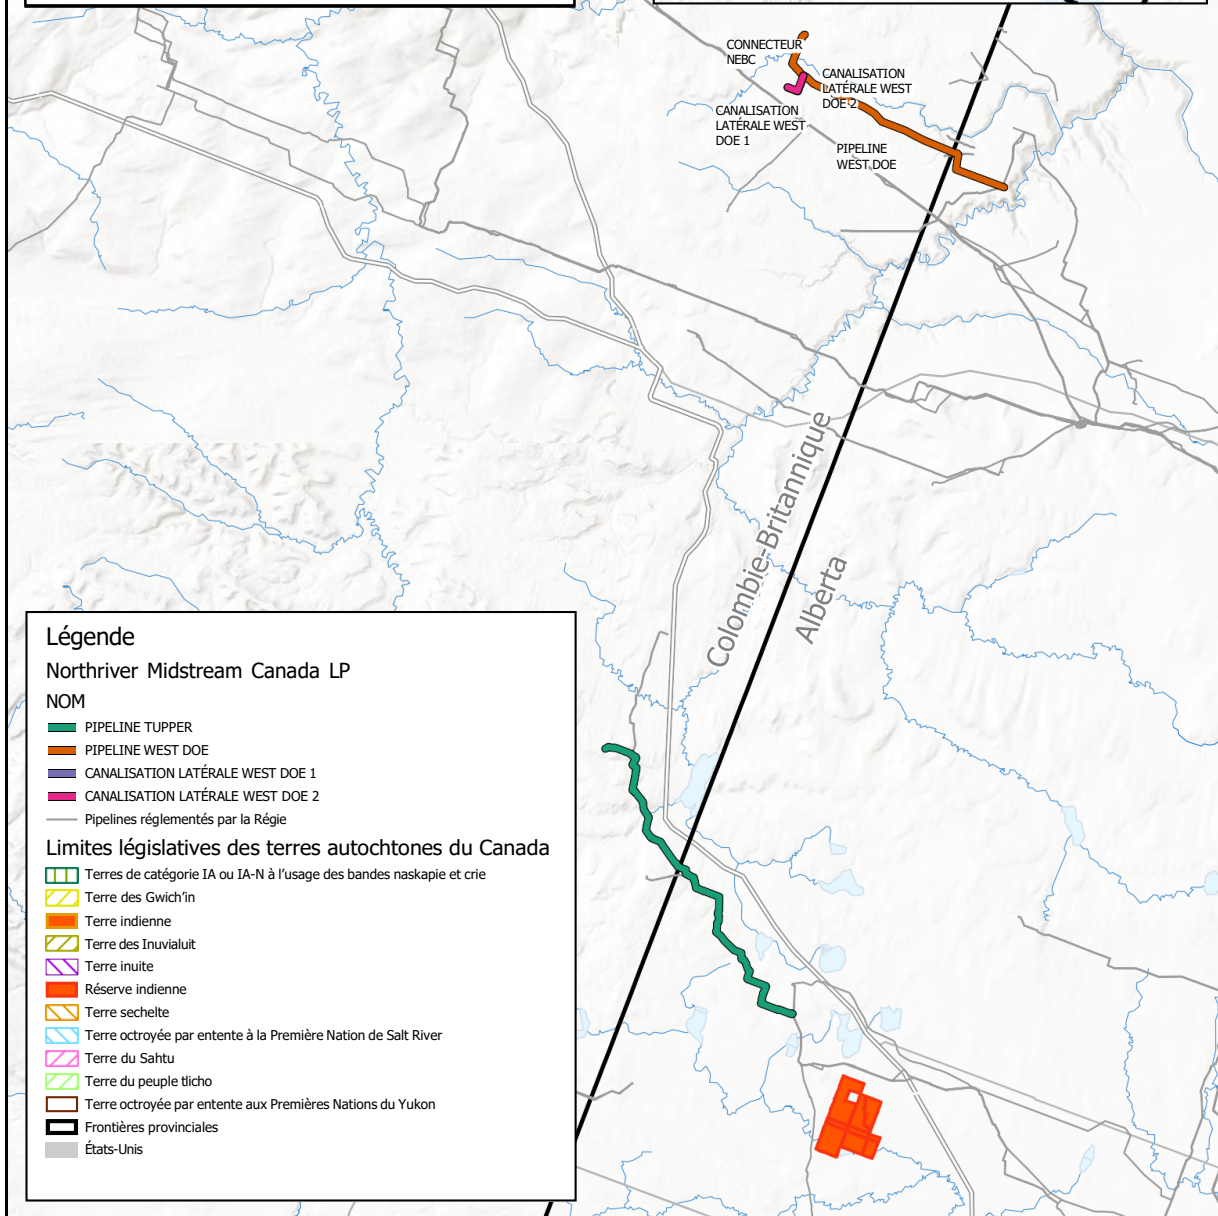 CONNECTEUR
NEBC
CANALISATION
LATÉRALE WEST
DOE 2
CANALISATION
LATÉRALE WEST
DOE 1
PIPELINE
WEST DOE
Colombie-Britannique
Alberta
Légende
Northriver Midstream Canada LP
NOM
PIPELINE TUPPER
PIPELINE WEST DOE
CANALISATION LATÉRALE WEST DOE 1
CANALISATION LATÉRALE WEST DOE 2
Pipelines réglementés par la Régie
Limites législatives des terres autochtones du Canada
Terres de catégorie IA ou IA-N à l'usage des bandes naskapie et crie
Terre des Gwich'in
Terre indienne
Terre des Inuvialuit
Terre inuite
Réserve indienne
Terre sechelte
Terre octroyée par entente à la Première Nation de Salt River
Terre du Sahtu
Terre du peuple tlicho
Terre octroyée par entente aux Premières Nations du Yukon
Frontières provinciales
États-Unis